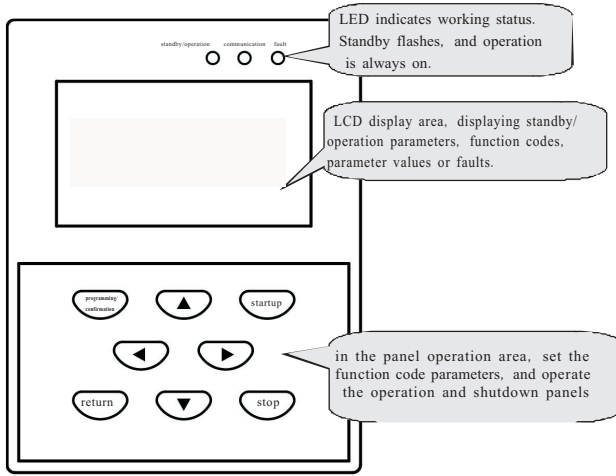 LED indicates working status.
Standby flashes, and operation
is always on.
standby/operation communication fault
LCD display area, displaying standby/
operation parameters, function codes,
parameter values or faults.
programming/
confirmation
startup
in the panel operation area, set the
function code parameters, and operate
the operation and shutdown panels
return
stop